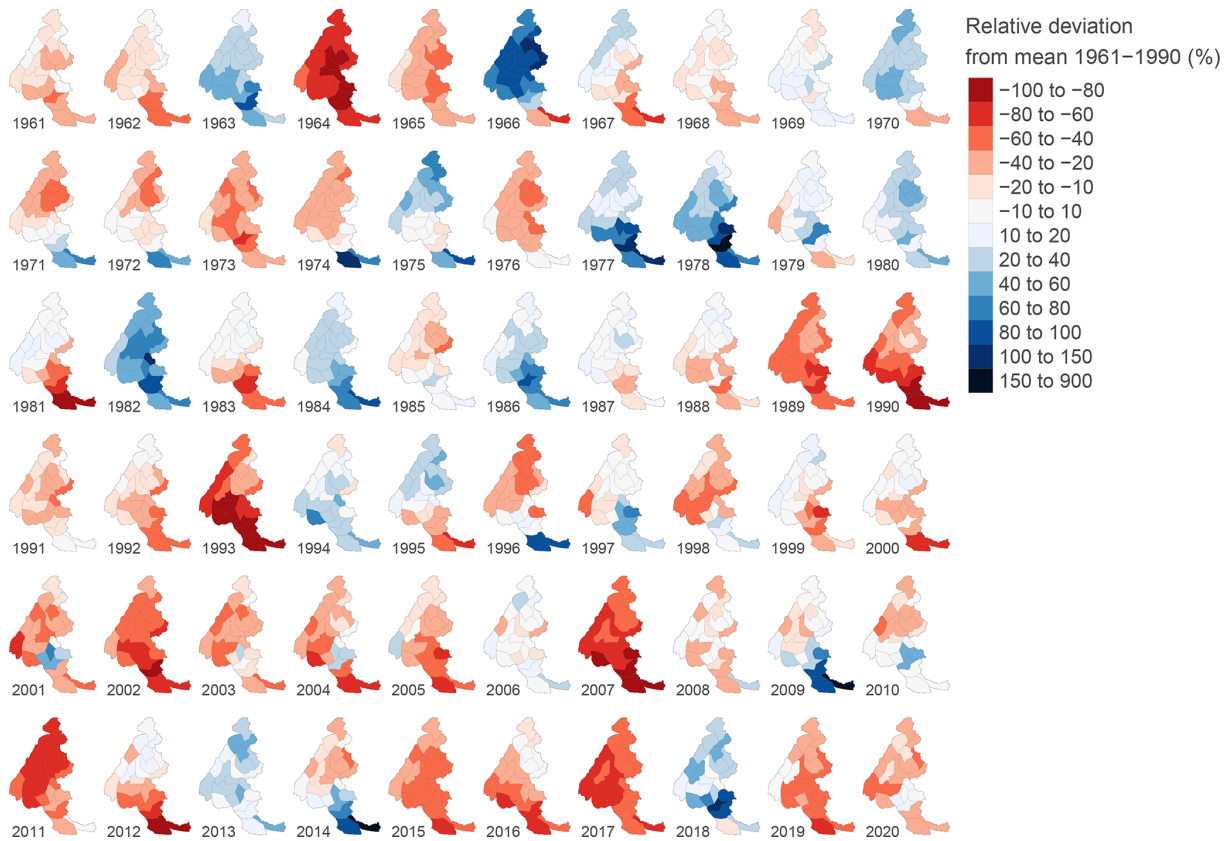 Relative deviation
from mean 1961−1990 (%)
−100 to −80
−80 to −60
−60 to −40
−40 to −20
−20 to −10
−10 to 10
10 to 20
20 to 40
40 to 60
60 to 80
80 to 100
100 to 150
150 to 900
1961 1962 1963 1964 1965 1966 1967 1968 1969 1970
1971 1972 1973 1974 1975 1976 1977 1978 1979 1980
1981 1982 1983 1984 1985 1986 1987 1988 1989 1990
1991 1992 1993 1994 1995 1996 1997 1998 1999 2000
2001 2002 2003 2004 2005 2006 2007 2008 2009 2010
2011 2012 2013 2014 2015 2016 2017 2018 2019 2020